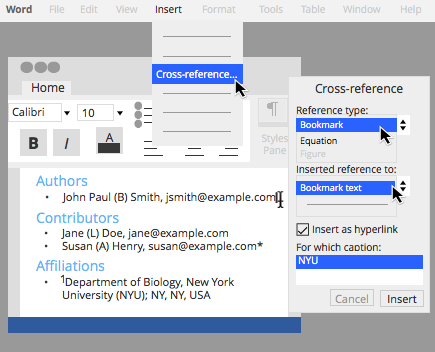 Word File Edit View Insert Format Tools Table Window Help
Cross-reference...
Home
Calibri 10
B I A
¶
Styles
Pane
Authors
• John Paul (B) Smith, jsmith@example.com
Contributors
• Jane (L) Doe, jane@example.com
• Susan (A) Henry, susan@example.com*
Affiliations
• 1Department of Biology, New York
University (NYU); NY, NY, USA
Cross-reference
Reference type:
Bookmark
Equation
Figure
Inserted reference to:
Bookmark text
Insert as hyperlink
For which caption:
NYU
Cancel Insert